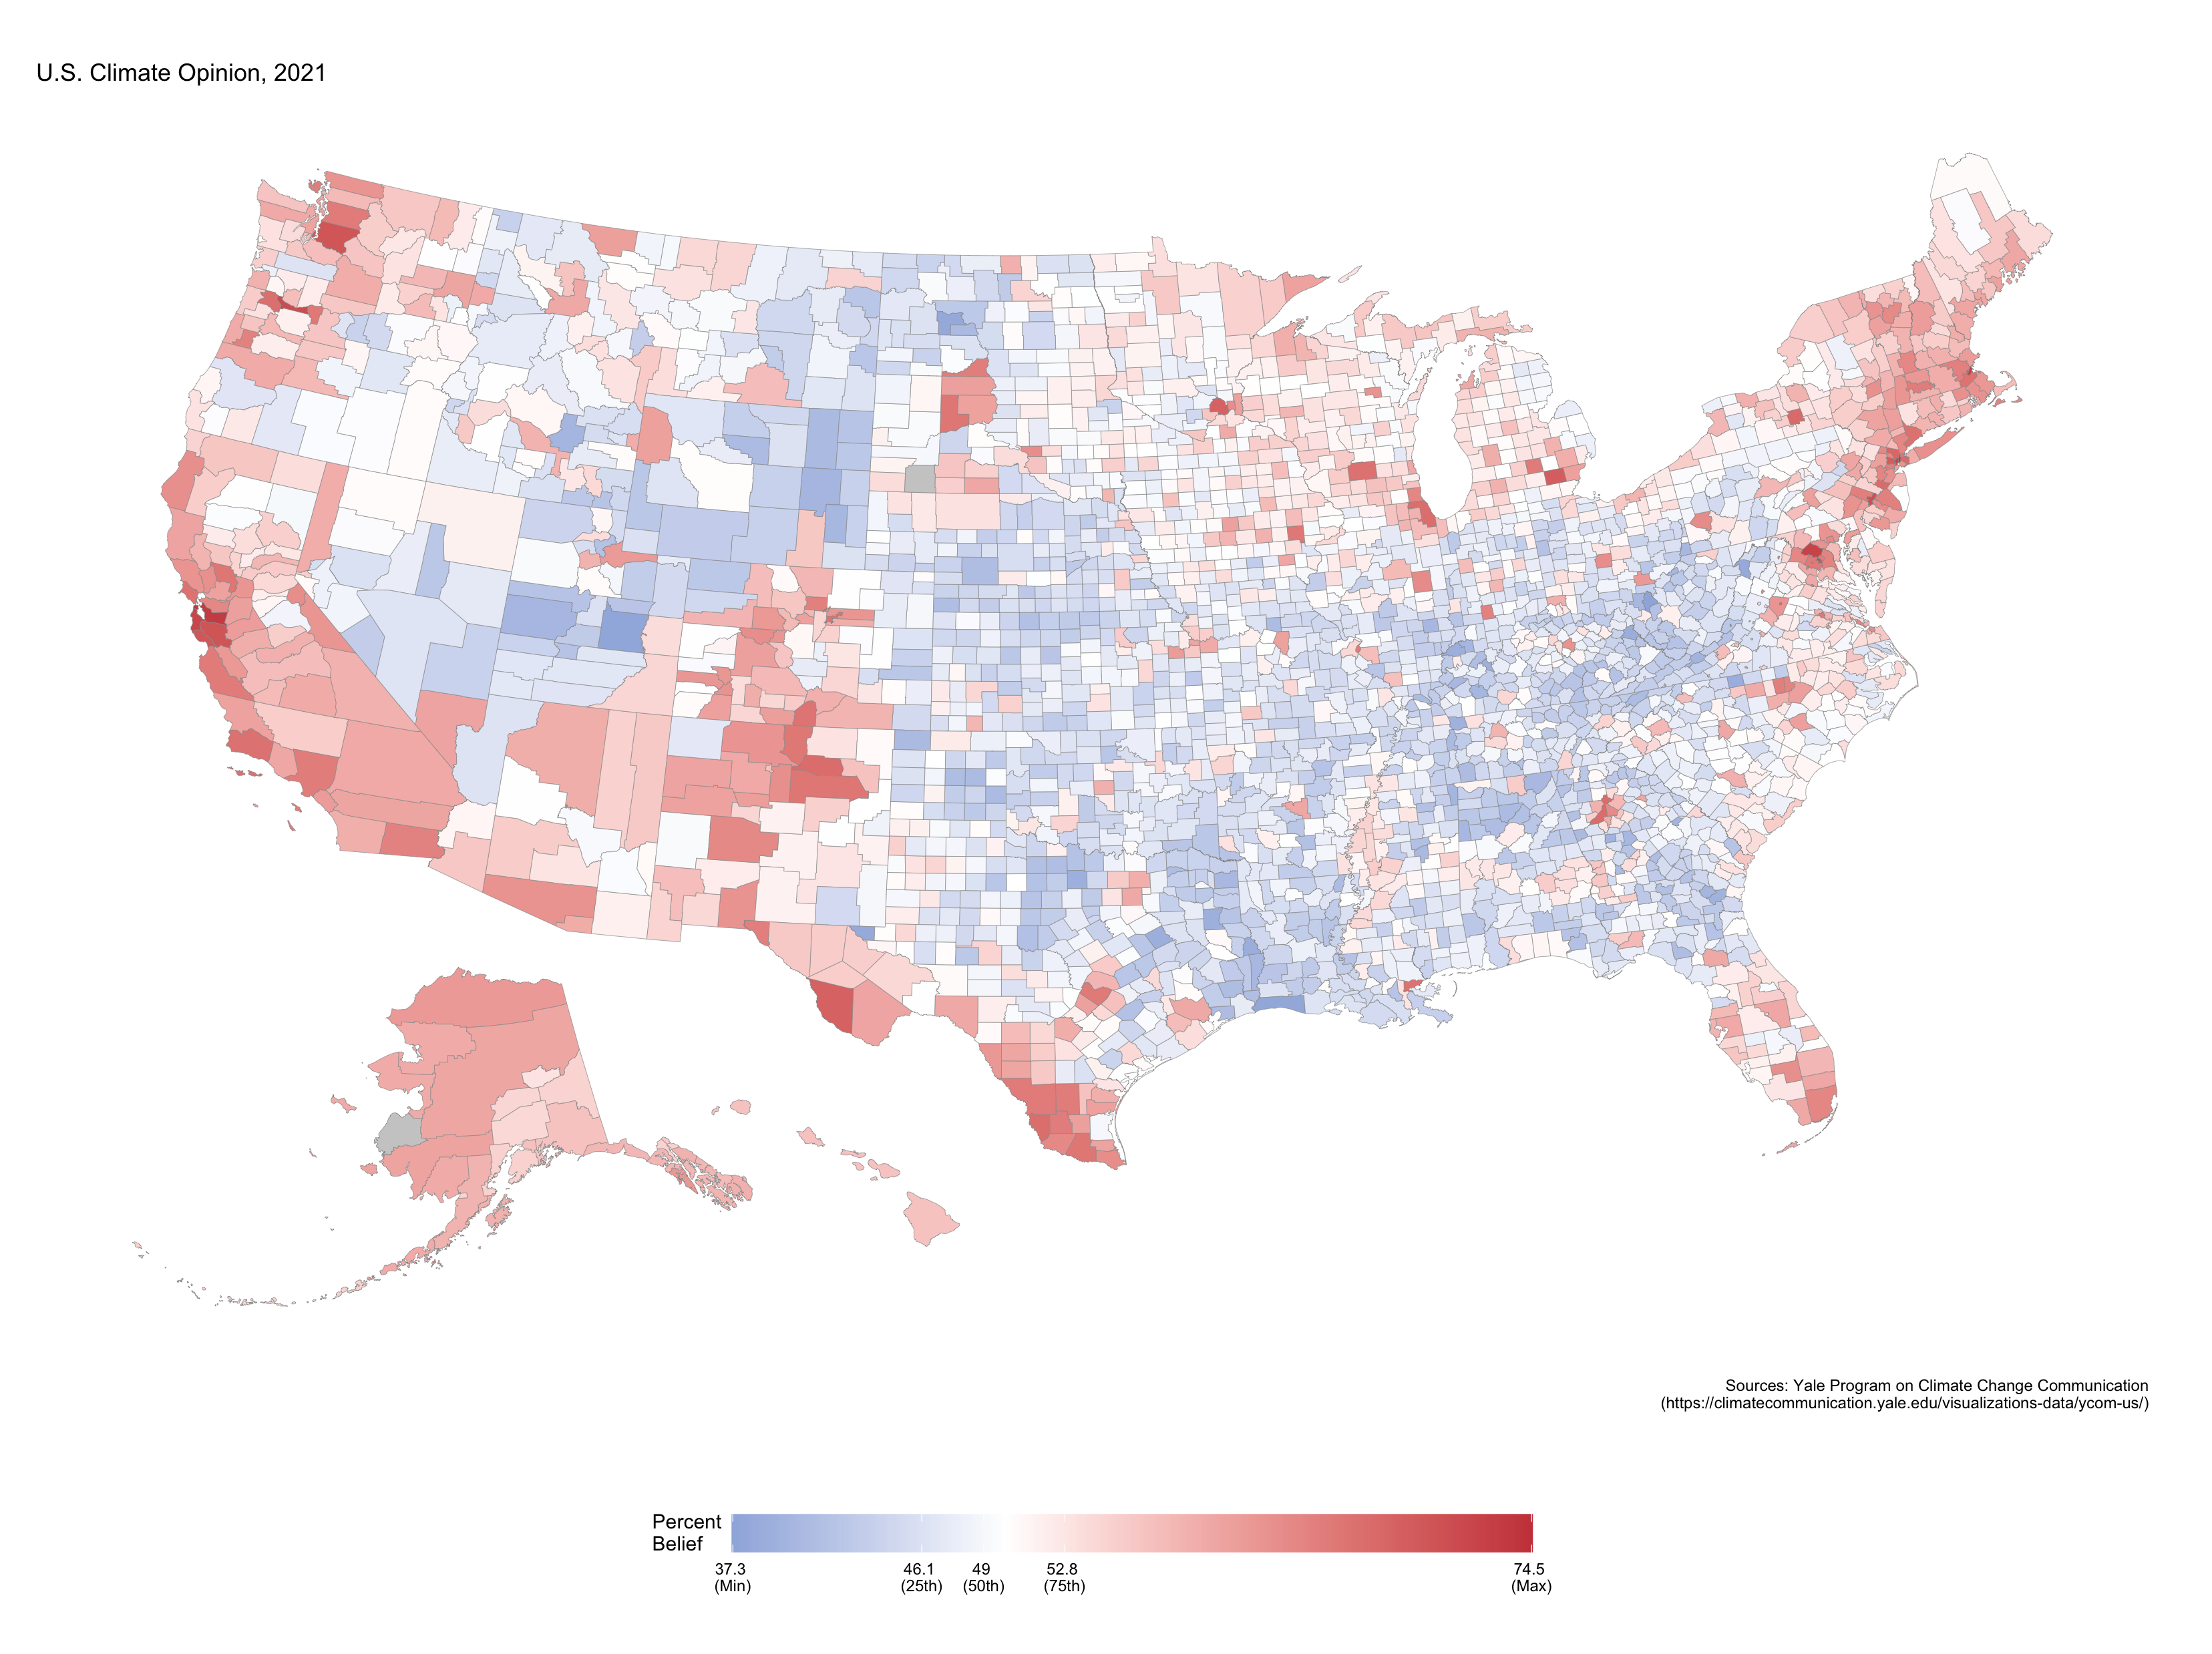 U.S. Climate Opinion, 2021
Sources: Yale Program on Climate Change Communication
(https://climatecommunication.yale.edu/visualizations-data/ycom-us/)
Percent
Belief
37.3 46.1 49 52.8 74.5
(Min) (25th) (50th) (75th) (Max)